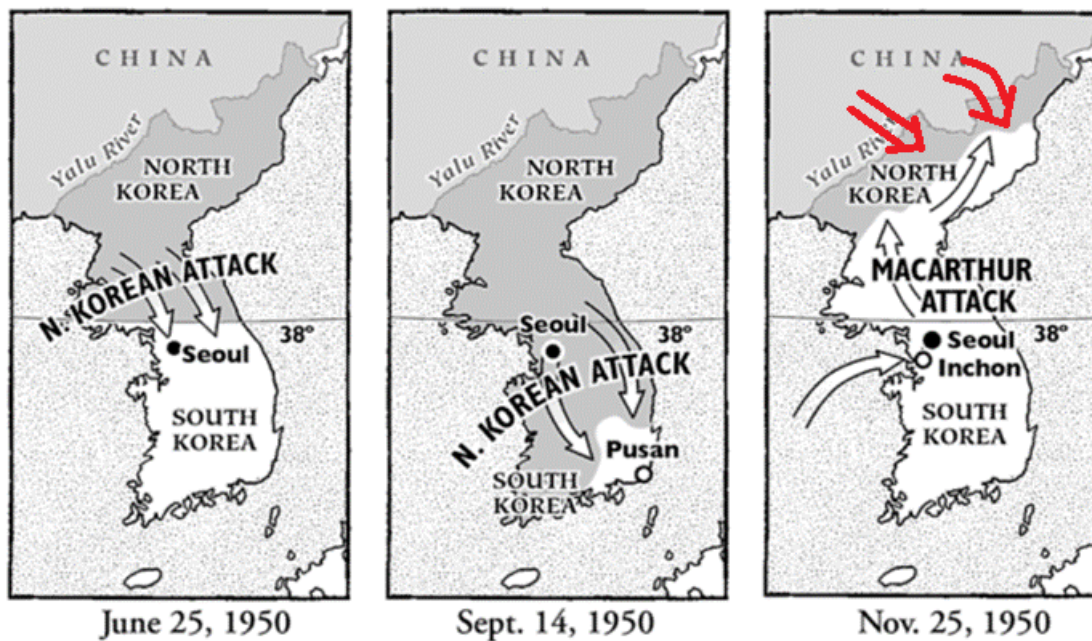 CHINA
Yalu River
NORTH
KOREA
N. KOREAN ATTACK
38°
Seoul
SOUTH
KOREA
June 25, 1950
CHINA
Yalu River
NORTH
KOREA
Seoul
38°
N. KOREAN ATTACK
Pusan
SOUTH
KOREA
Sept. 14, 1950
CHINA
Yalu River
NORTH
KOREA
MACARTHUR
ATTACK
38°
Seoul
Inchon
SOUTH
KOREA
Nov. 25, 1950